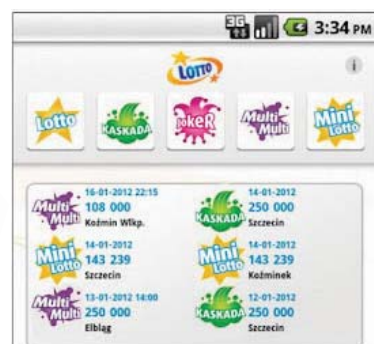 3G 3:34 PM
LOTTO i
Lotto KASKADA JOKER Multi Multi Mini Lotto
Multi Multi 16-01-2012 22:15
108 000
Koźmin Wlkp.
KASKADA 14-01-2012
250 000
Szczecin
Mini Lotto 14-01-2012
143 239
Szczecin
Mini Lotto 14-01-2012
143 239
Koźminek
Multi Multi 13-01-2012 14:00
250 000
Elbląg
KASKADA 12-01-2012
250 000
Szczecin